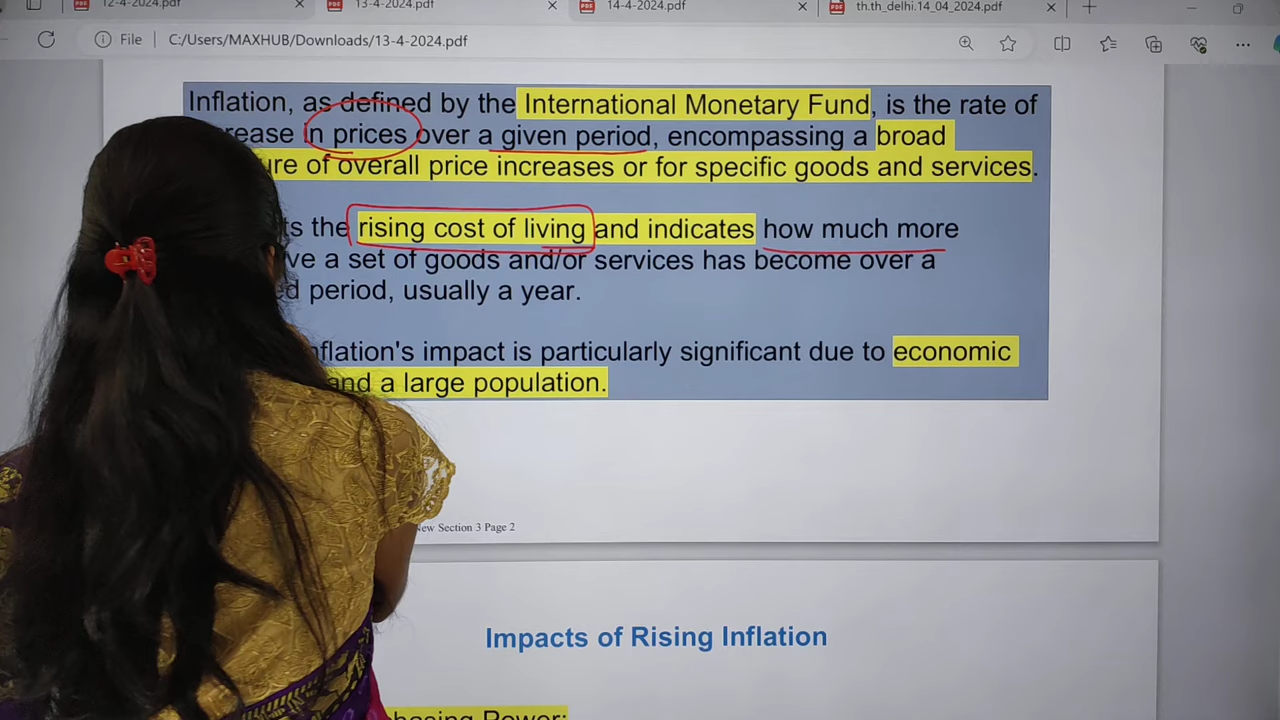 12-4-2024.pdf
13-4-2024.pdf
14-4-2024.pdf
th.th_delhi.14_04_2024.pdf
File
C:/Users/MAXHUB/Downloads/13-4-2024.pdf
Inflation, as defined by the International Monetary Fund, is the rate of
in prices over a given period, encompassing a broad
of overall price increases or for specific goods and services.
the rising cost of living and indicates how much more
a set of goods and/or services has become over a
period, usually a year.
inflation's impact is particularly significant due to economic
and a large population.
New Section 3 Page 2
Impacts of Rising Inflation
Power: